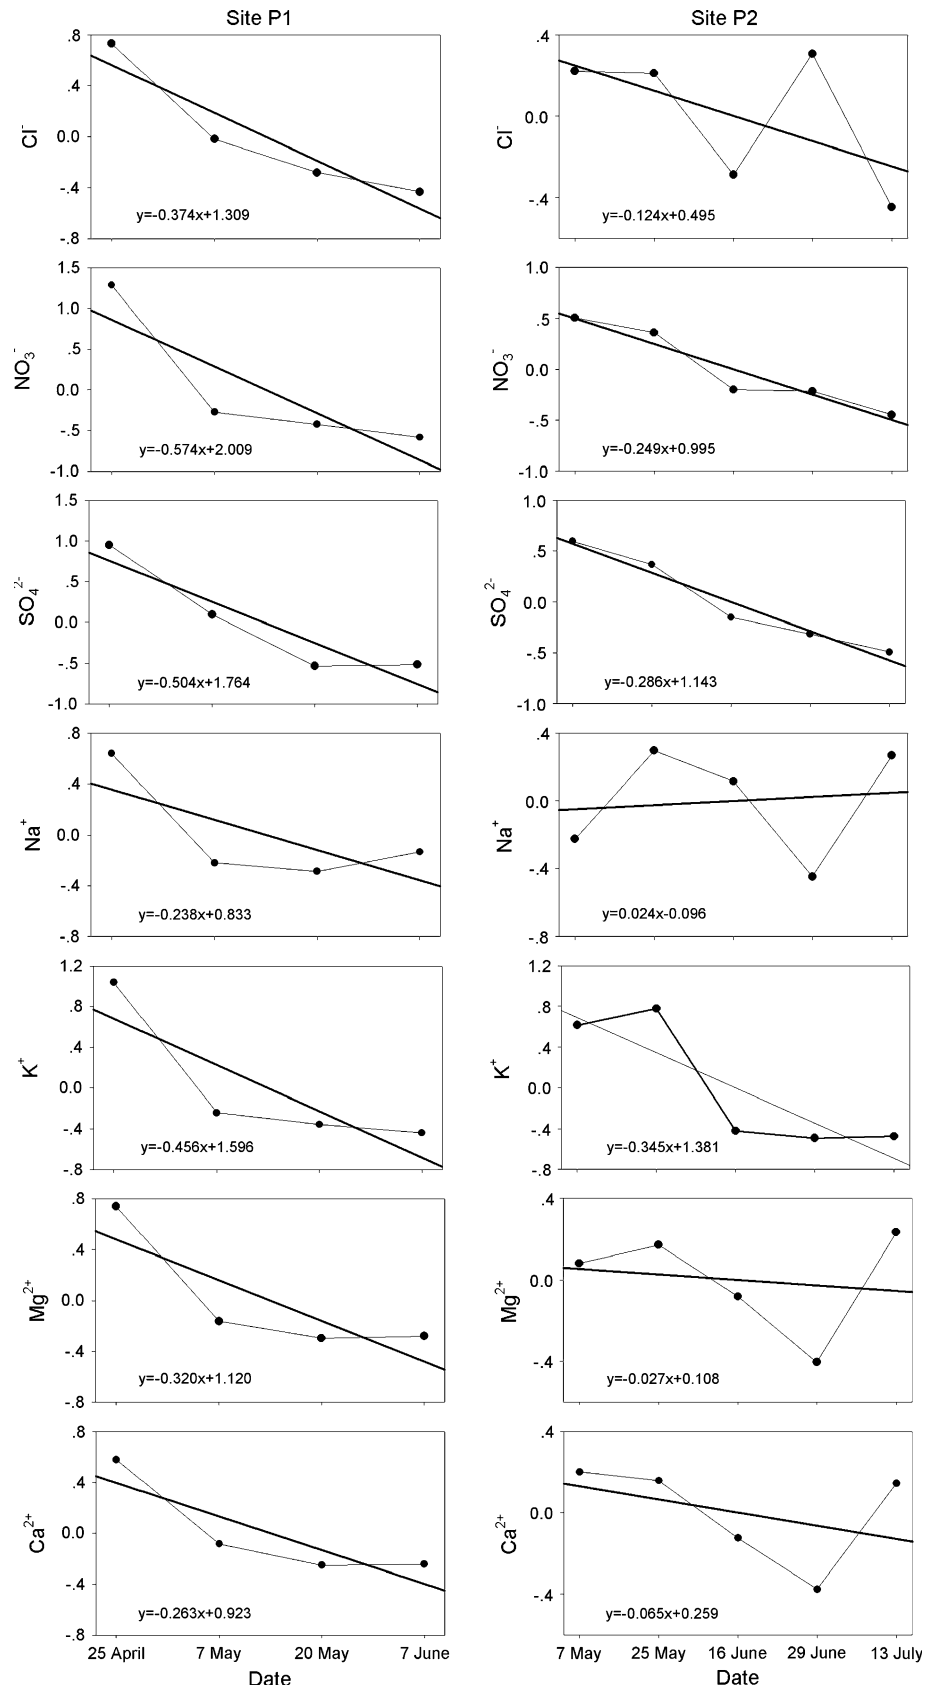 Site P1 Site P2
.8
.4
0.0
-.4
-.8
Cl-
y=-0.374x+1.309
.4
0.0
-.4
Cl-
y=-0.124x+0.495
1.5
1.0
.5
0.0
-.5
-1.0
NO3-
y=-0.574x+2.009
1.0
.5
0.0
-.5
-1.0
NO3-
y=-0.249x+0.995
1.5
1.0
.5
0.0
-.5
-1.0
SO42-
y=-0.504x+1.764
1.0
.5
0.0
-.5
-1.0
SO42-
y=-0.286x+1.143
.8
.4
0.0
-.4
-.8
Na+
y=-0.238x+0.833
.4
0.0
-.4
-.8
Na+
y=0.024x-0.096
1.2
.8
.4
0.0
-.4
-.8
K+
y=-0.456x+1.596
1.2
.8
.4
0.0
-.4
-.8
K+
y=-0.345x+1.381
.8
.4
0.0
-.4
-.8
Mg2+
y=-0.320x+1.120
.4
0.0
-.4
Mg2+
y=-0.027x+0.108
.8
.4
0.0
-.4
-.8
Ca2+
y=-0.263x+0.923
.4
0.0
-.4
Ca2+
y=-0.065x+0.259
25 April 7 May 20 May 7 June
Date
7 May 25 May 16 June 29 June 13 July
Date